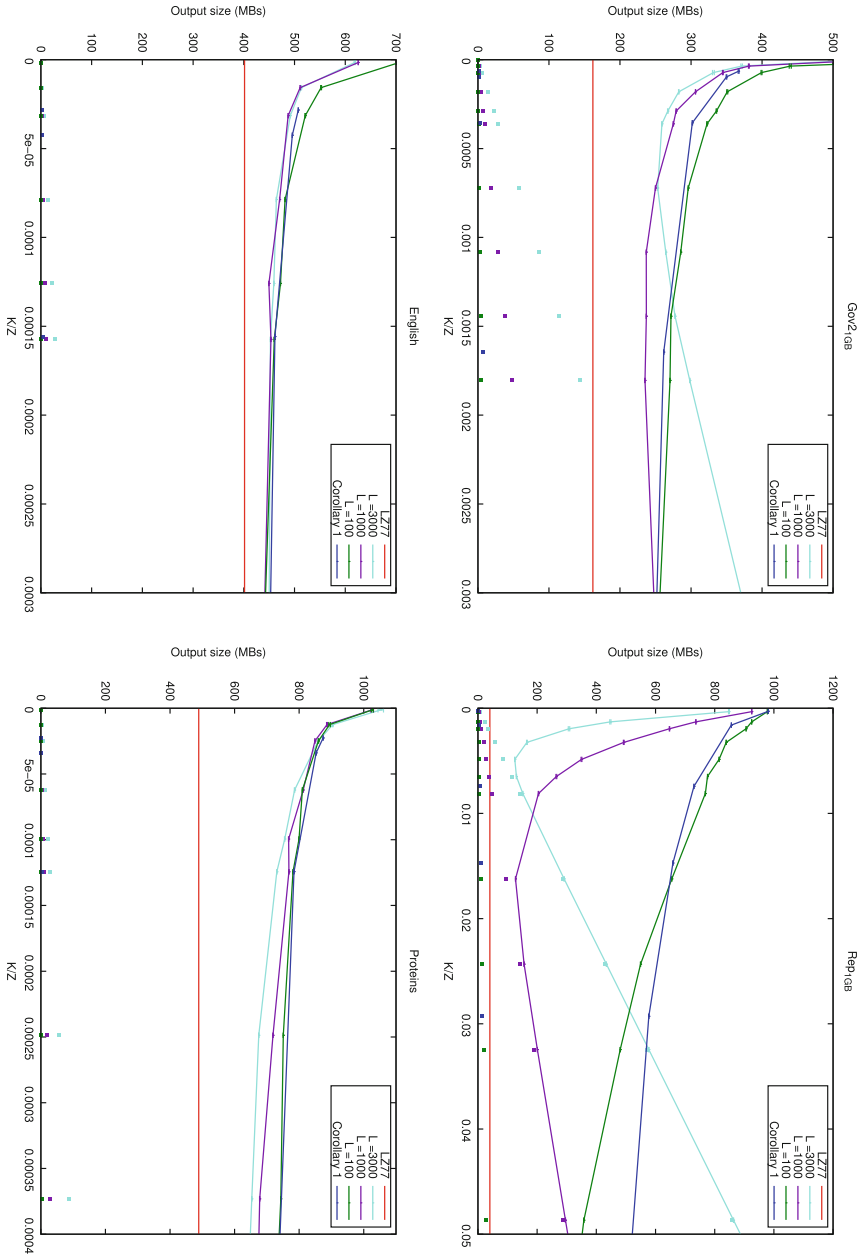 Gov2 1GB
500
400
300
200
100
0
Output size (MBs)
LZ77
L =3000
L =1000
L =100
Corollary 1
0 0.0005 0.001 0.0015 0.002 0.0025 0.003
Rep 1GB
1200
1000
800
600
400
200
0
Output size (MBs)
LZ77
L =3000
L =1000
L =100
Corollary 1
0 0.01 0.02 0.03 0.04 0.05
K/Z
English
700
600
500
400
300
200
100
0
Output size (MBs)
LZ77
L =3000
L =1000
L =100
Corollary 1
0 5e-05 0.0001 0.00015 0.0002 0.00025 0.0003
K/Z
Proteins
1000
800
600
400
200
0
Output size (MBs)
LZ77
L =3000
L =1000
L =100
Corollary 1
0 5e-05 0.0001 0.00015 0.0002 0.00025 0.0003 0.00035 0.0004
K/Z
K/Z